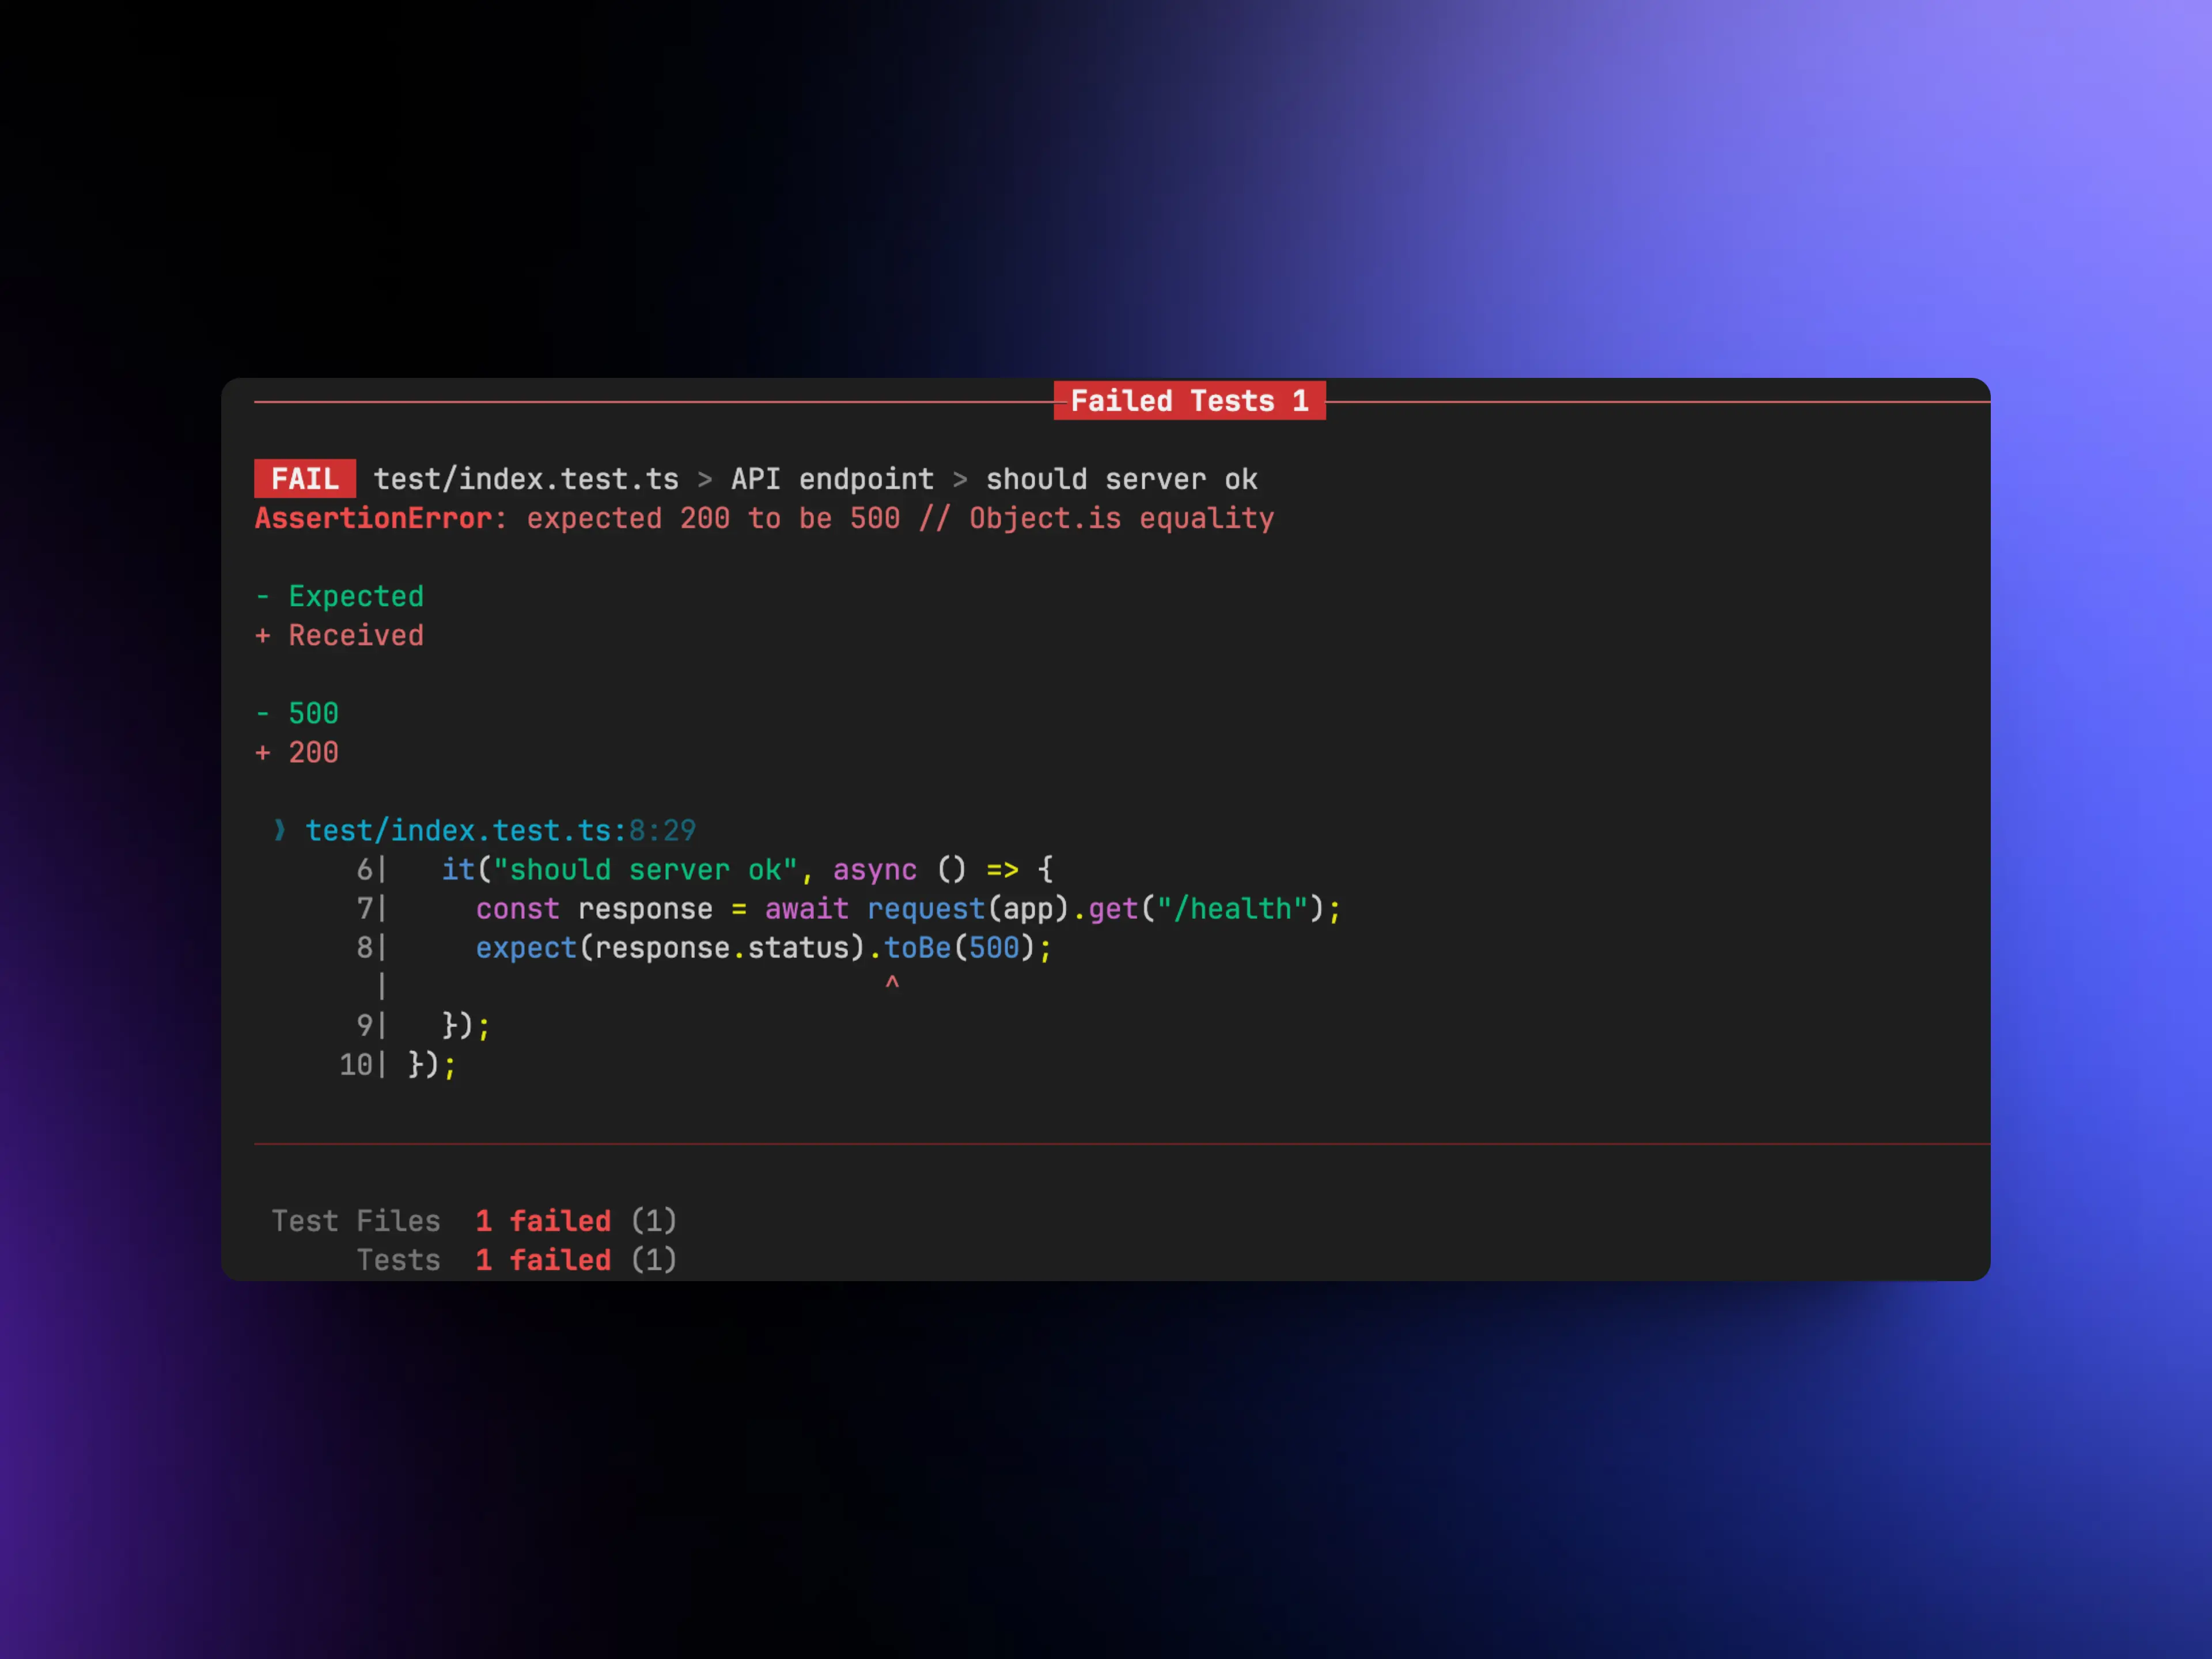 Failed Tests 1
FAIL test/index.test.ts > API endpoint > should server ok
AssertionError: expected 200 to be 500 // Object.is equality
- Expected
+ Received
- 500
+ 200
❯ test/index.test.ts:8:29
6|   it("should server ok", async () => {
7|     const response = await request(app).get("/health");
8|     expect(response.status).toBe(500);
|                             ^
9|   });
10| });
Test Files  1 failed (1)
Tests  1 failed (1)